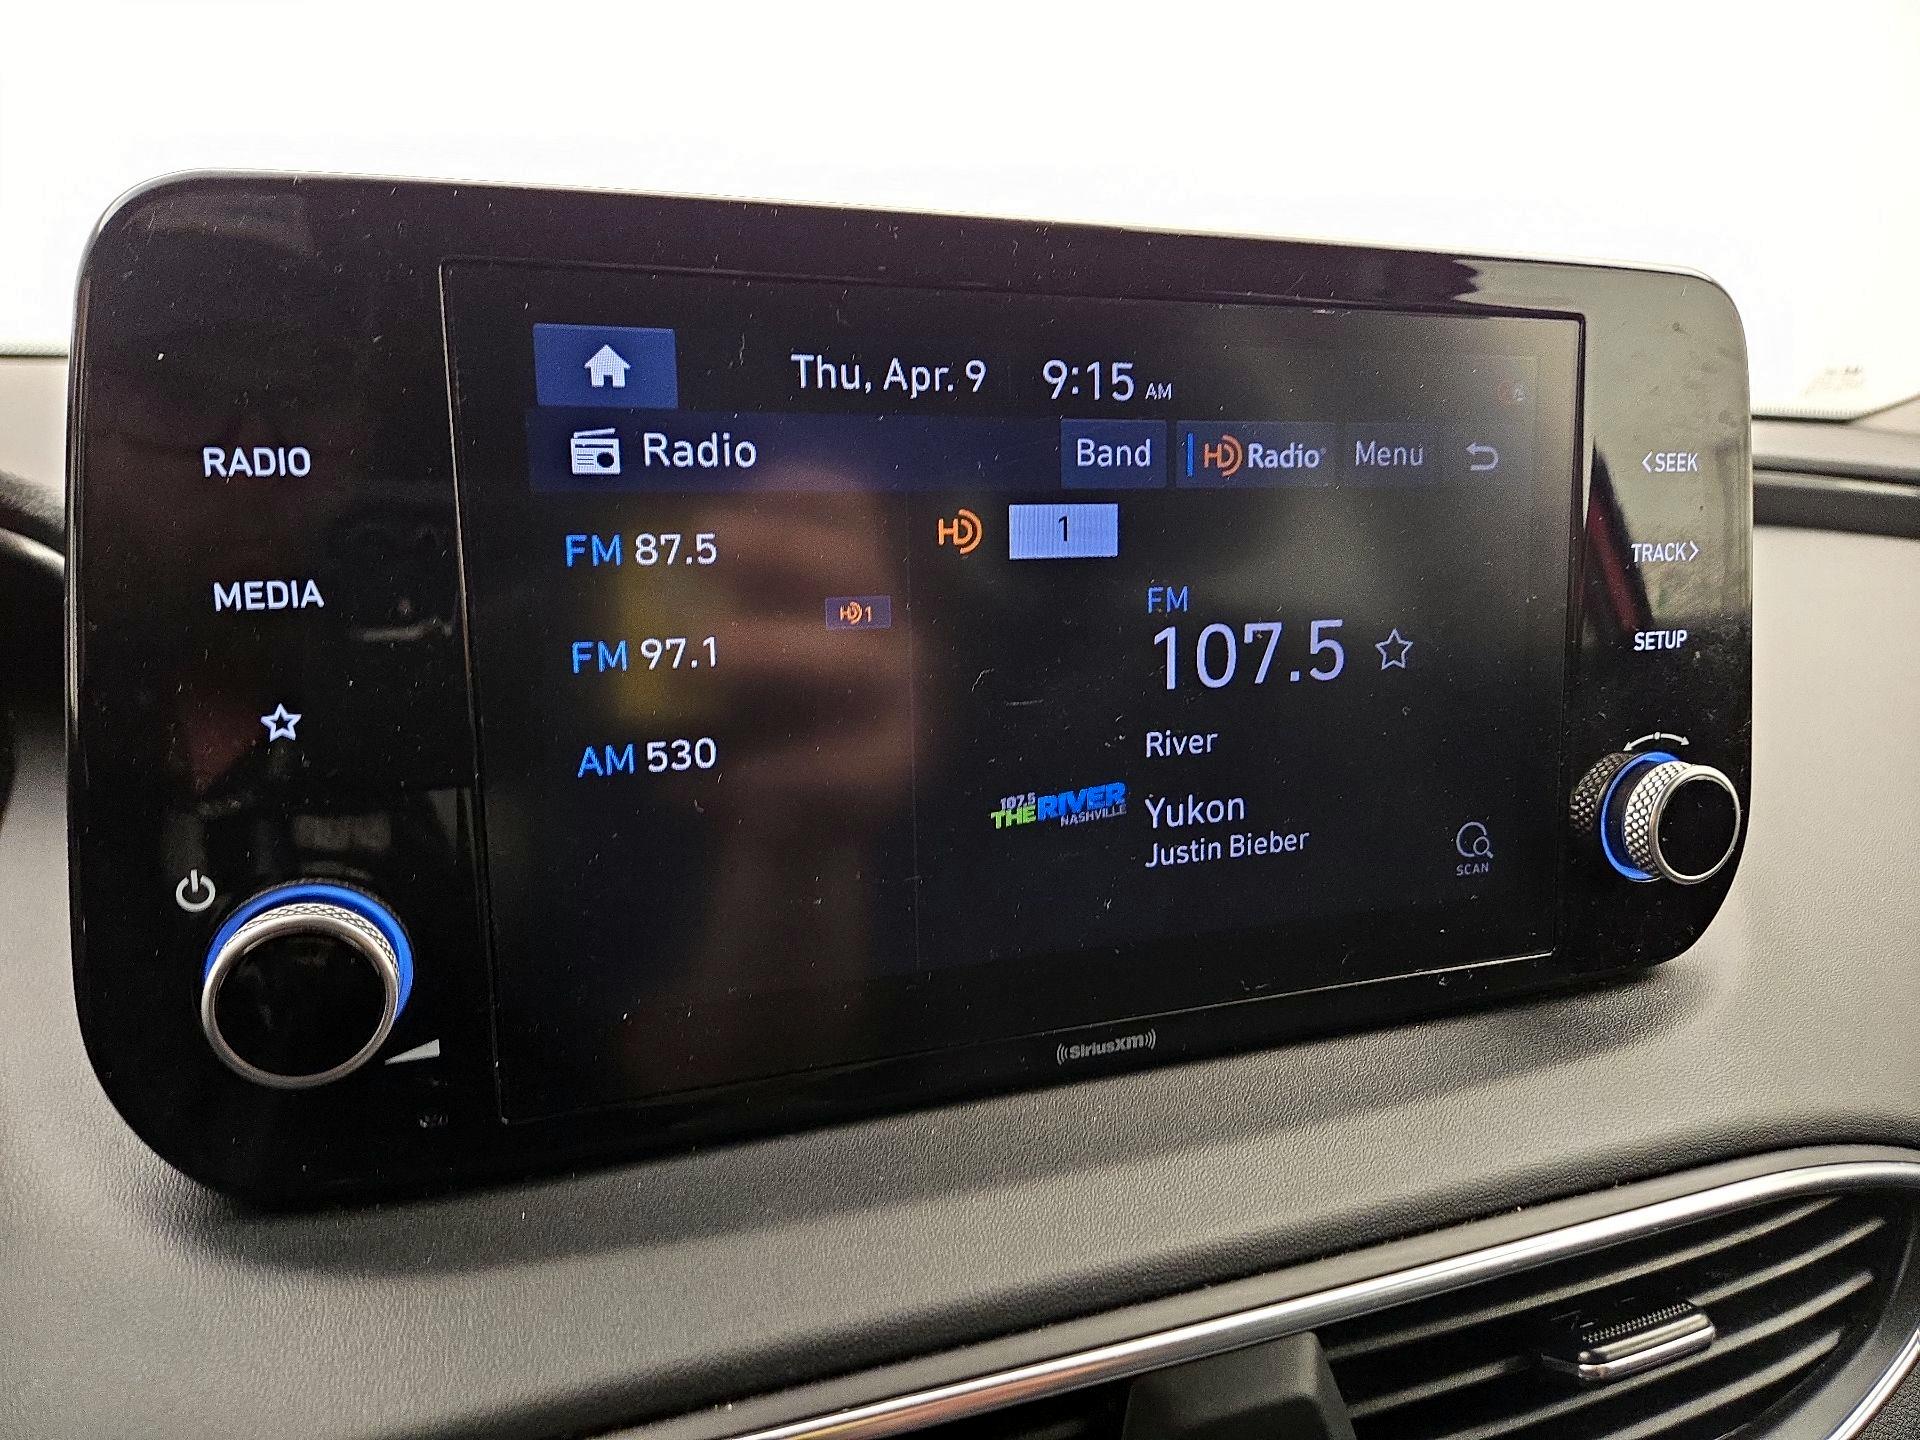 Thu, Apr. 9 9:15 AM
RADIO
Radio Band HD Radio Menu
<SEEK
FM 87.5
HD 1
TRACK>
MEDIA
HD1
FM
FM 97.1
107.5
SETUP
River
AM 530
107.5
THE RIVER
NASHVILLE
Yukon
Justin Bieber
SCAN
((SiriusXM))